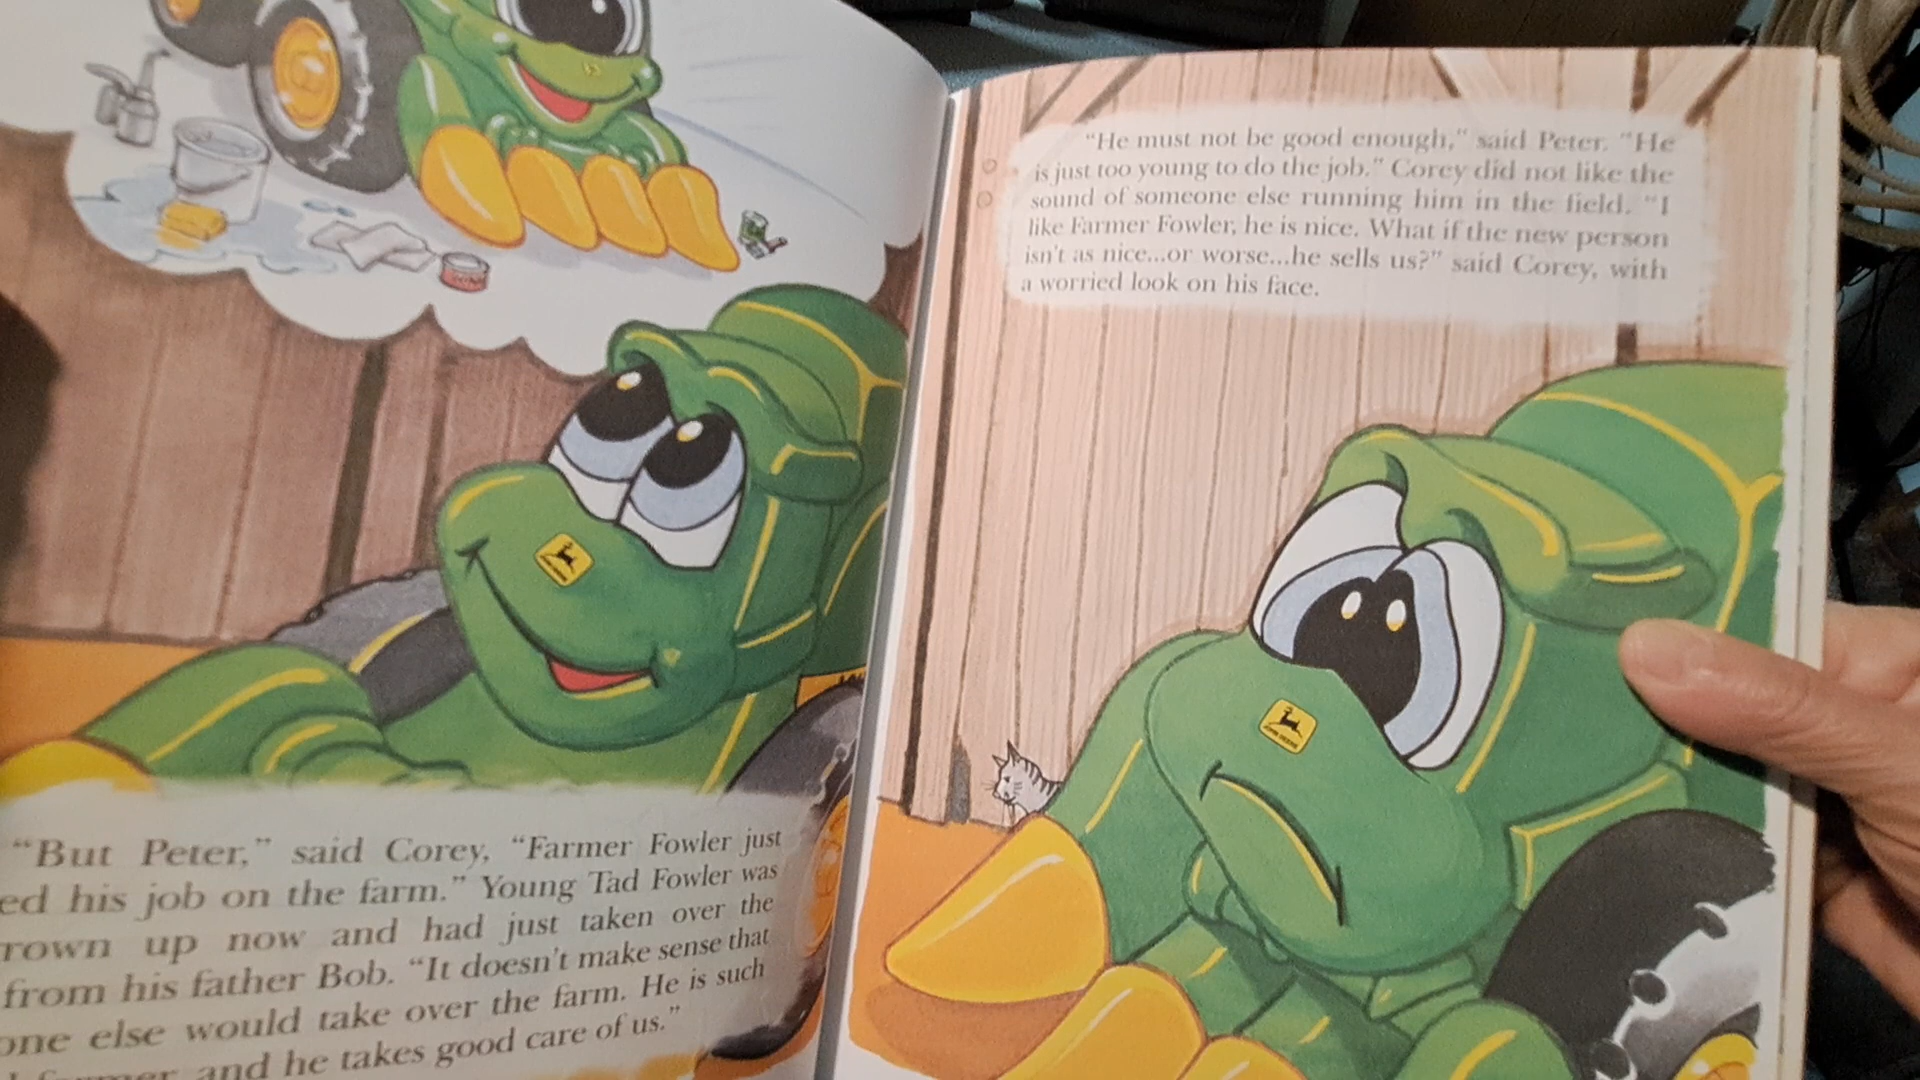 "But Peter," said Corey, "Farmer Fowler just
ed his job on the farm." Young Tad Fowler was
rown up now and had just taken over the
from his father Bob. "It doesn't make sense that
one else would take over the farm. He is such
and he takes good care of us."
"He must not be good enough," said Peter. "He
is just too young to do the job." Corey did not like the
sound of someone else running him in the field. "I
like Farmer Fowler, he is nice. What if the new person
isn't as nice...or worse...he sells us?" said Corey, with
a worried look on his face.
JOHN DEERE